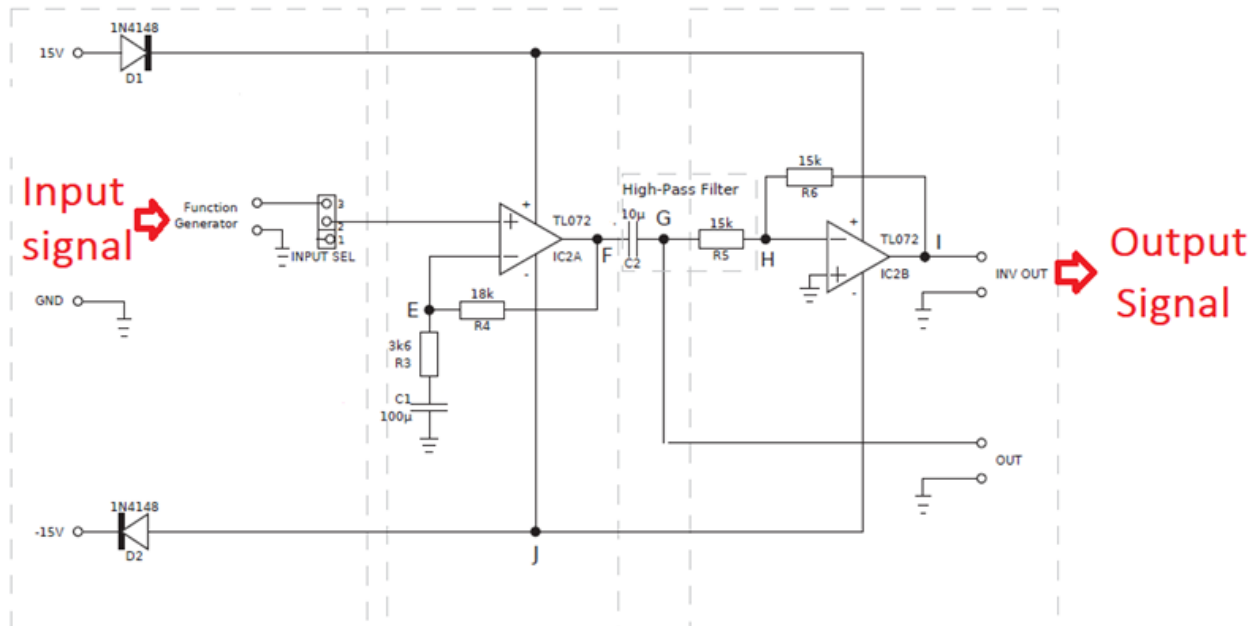 1N4148
15V
D1
Input
signal
Function
Generator
3
2
1
INPUT SEL
GND
+
+
TL072
-
IC2A
-
F
E
18k
R4
3k6
R3
C1
100µ
High-Pass Filter
10µ
C2
G
15k
R5
H
15k
R6
+
-
TL072
+
IC2B
-
I
INV OUT
Output
Signal
OUT
1N4148
-15V
D2
J